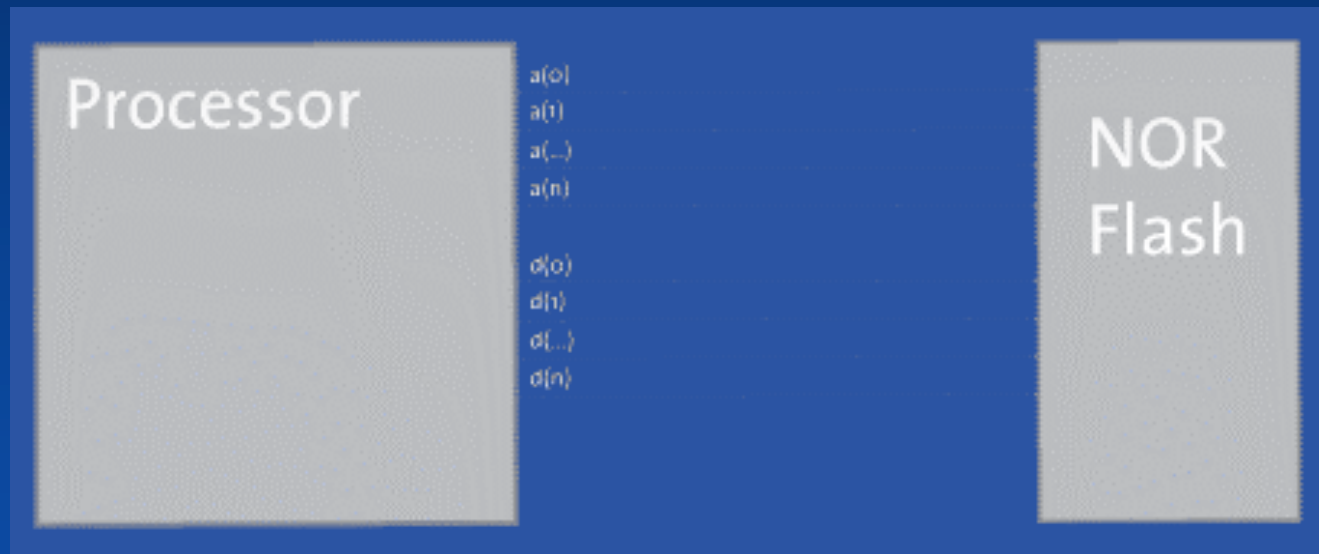 Processor
a(0)
a(1)
a(...)
a(n)
d(0)
d(1)
d(...)
d(n)
NOR
Flash